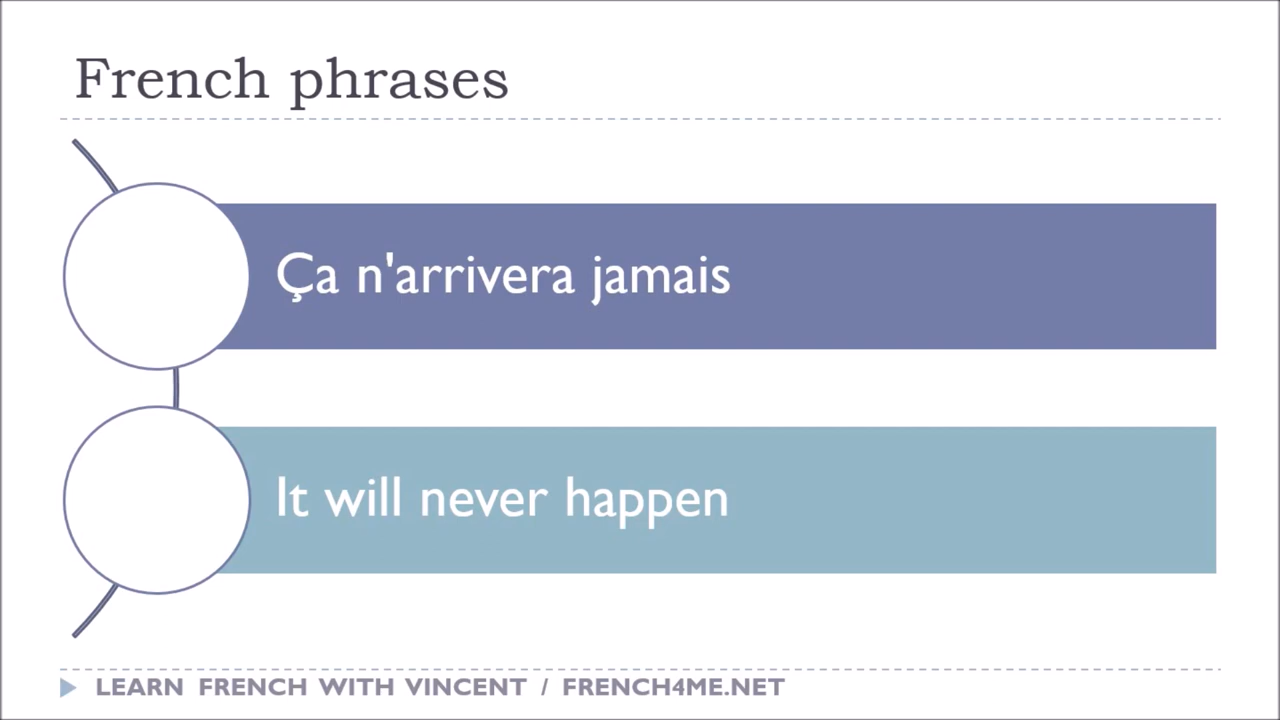 French phrases
Ça n'arrivera jamais
It will never happen
LEARN FRENCH WITH VINCENT / FRENCH4ME.NET